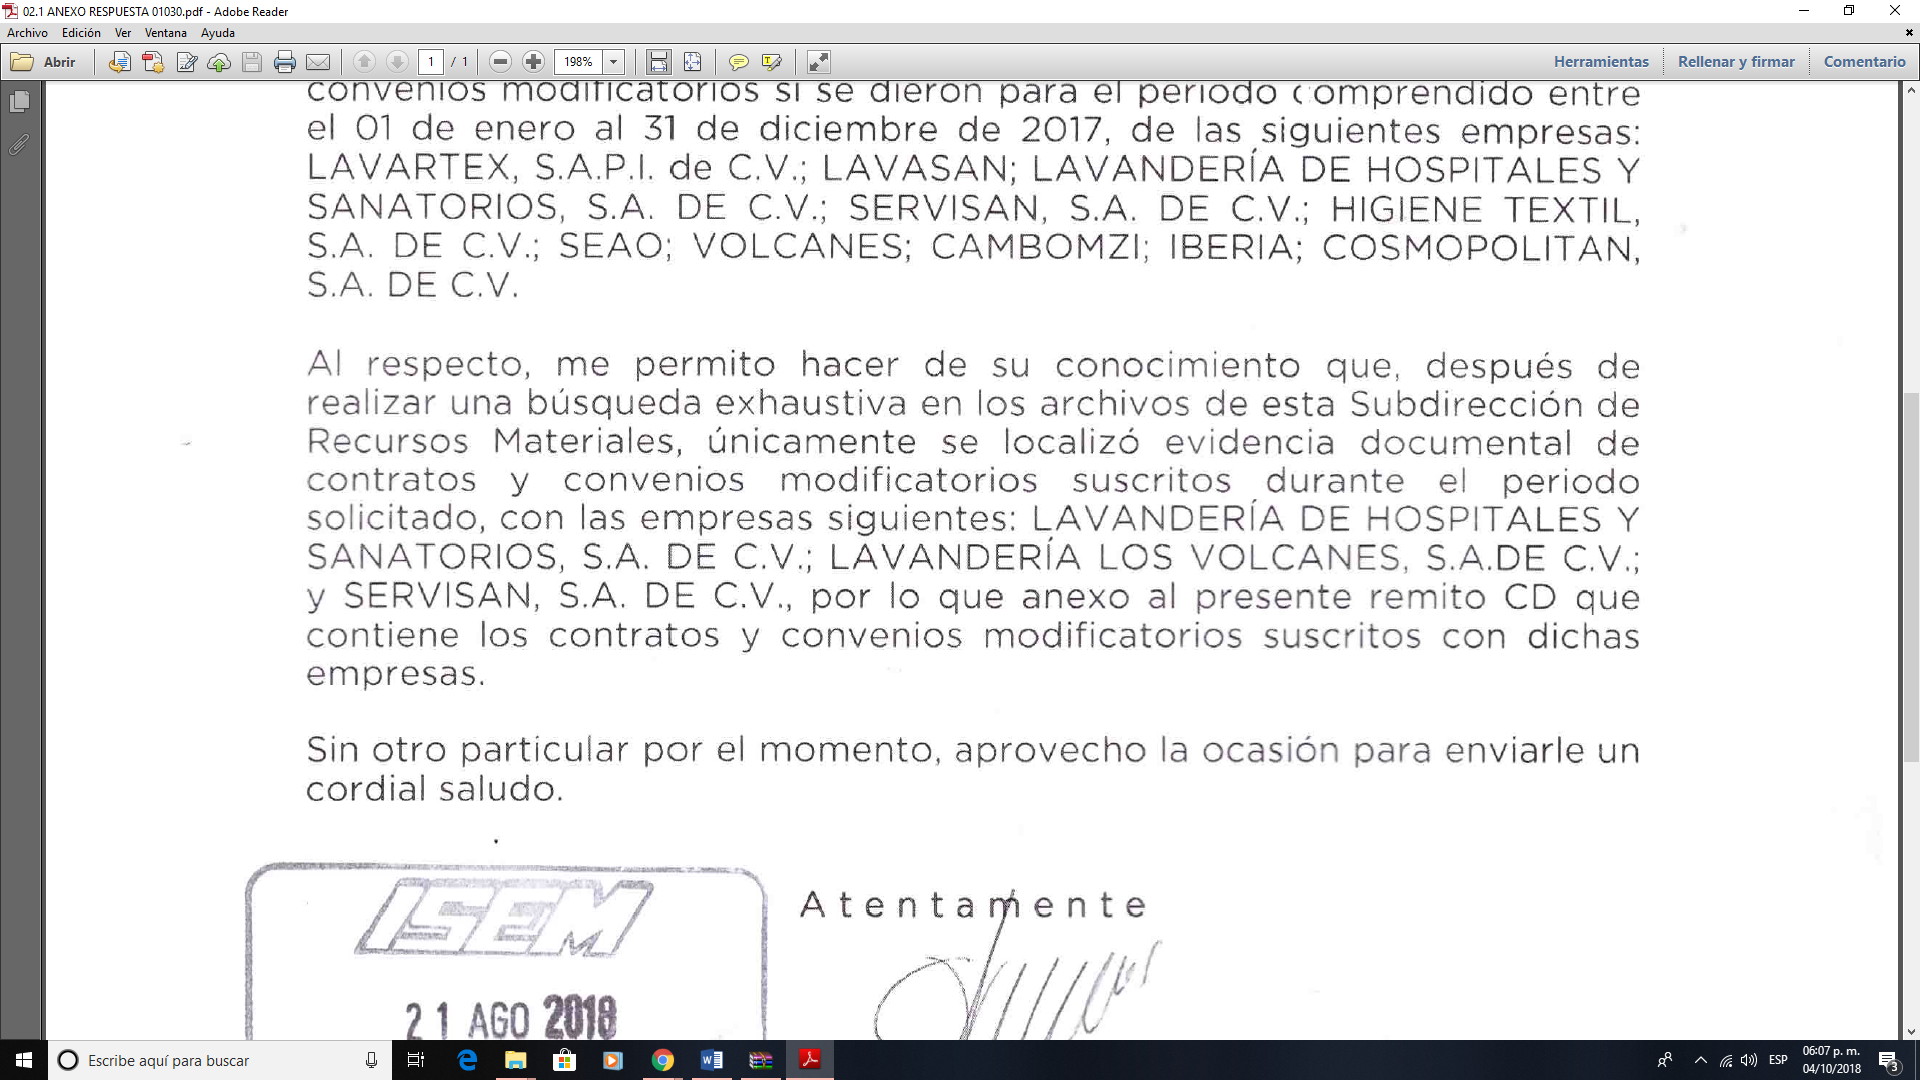 02.1 ANEXO RESPUESTA 01030.pdf - Adobe Reader
Archivo Edición Ver Ventana Ayuda
Abrir
1 / 1
198%
Herramientas
Rellenar y firmar
Comentario
convenios modificatorios si se dieron para el periodo comprendido entre
el 01 de enero al 31 de diciembre de 2017, de las siguientes empresas:
LAVARTEX, S.A.P.I. de C.V.; LAVASAN; LAVANDERÍA DE HOSPITALES Y
SANATORIOS, S.A. DE C.V.; SERVISAN, S.A. DE C.V.; HIGIENE TEXTIL,
S.A. DE C.V.; SEAO; VOLCANES; CAMBOMZI; IBERIA; COSMOPOLITAN,
S.A. DE C.V.
Al respecto, me permito hacer de su conocimiento que, después de
realizar una búsqueda exhaustiva en los archivos de esta Subdirección de
Recursos Materiales, únicamente se localizó evidencia documental de
contratos y convenios modificatorios suscritos durante el periodo
solicitado, con las empresas siguientes: LAVANDERÍA DE HOSPITALES Y
SANATORIOS, S.A. DE C.V.; LAVANDERÍA LOS VOLCANES, S.A.DE C.V.;
y SERVISAN, S.A. DE C.V., por lo que anexo al presente remito CD que
contiene los contratos y convenios modificatorios suscritos con dichas
empresas.
Sin otro particular por el momento, aprovecho la ocasión para enviarle un
cordial saludo.
Atentamente
ISEM
21 AGO 2018
Escribe aquí para buscar
ESP
06:07 p. m.
04/10/2018
3